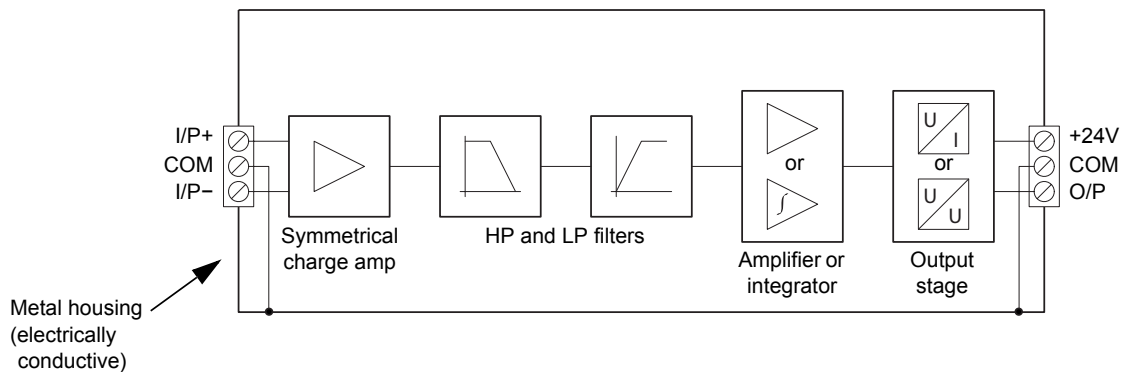 I/P+
COM
I/P−
Symmetrical
charge amp
HP and LP filters
or
∫
Amplifier or
integrator
U
I
or
U
U
Output
stage
+24V
COM
O/P
Metal housing
(electrically
conductive)